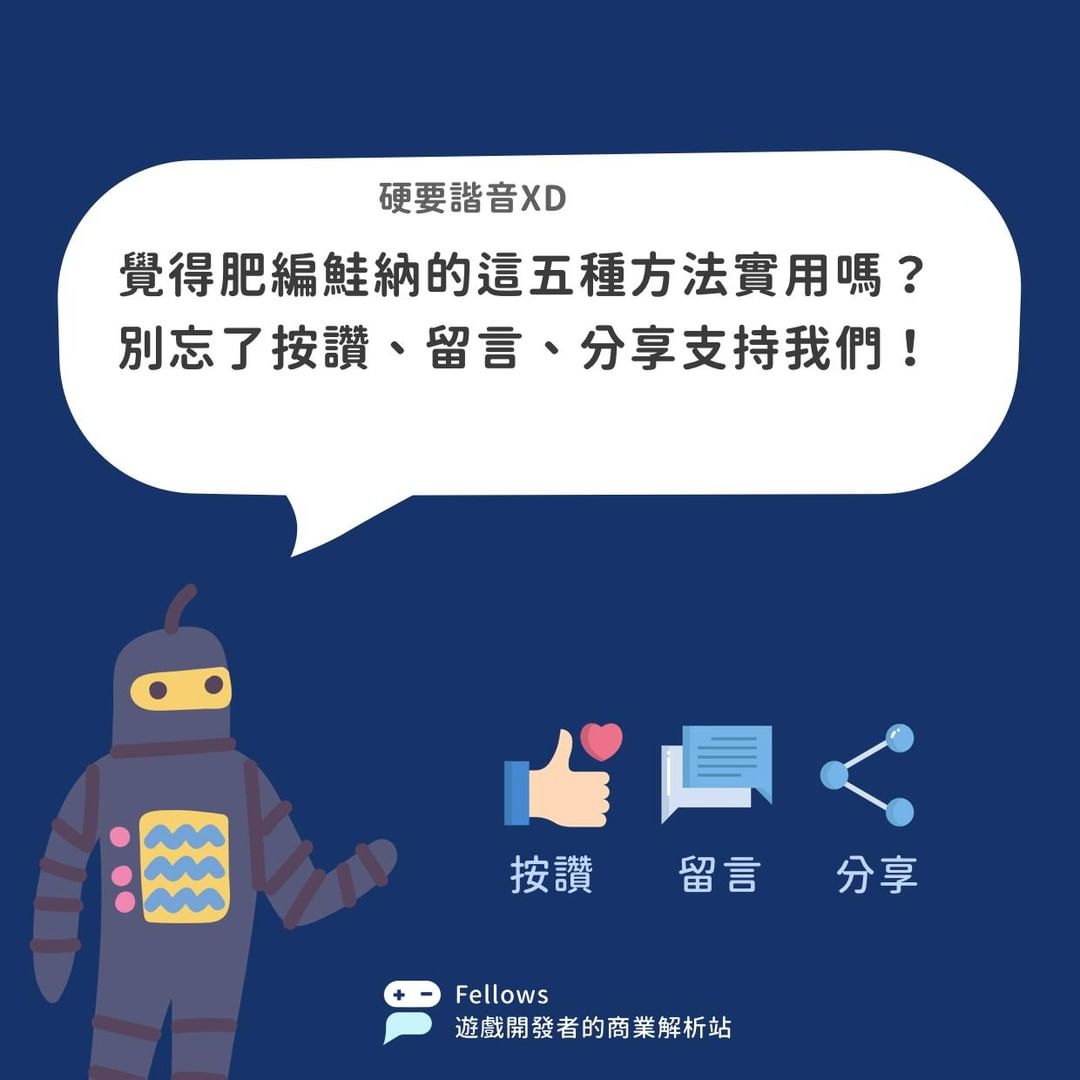 硬要諧音XD
覺得肥編鮭納的這五種方法實用嗎？
別忘了按讚、留言、分享支持我們！
按讚
留言
分享
Fellows
遊戲開發者的商業解析站